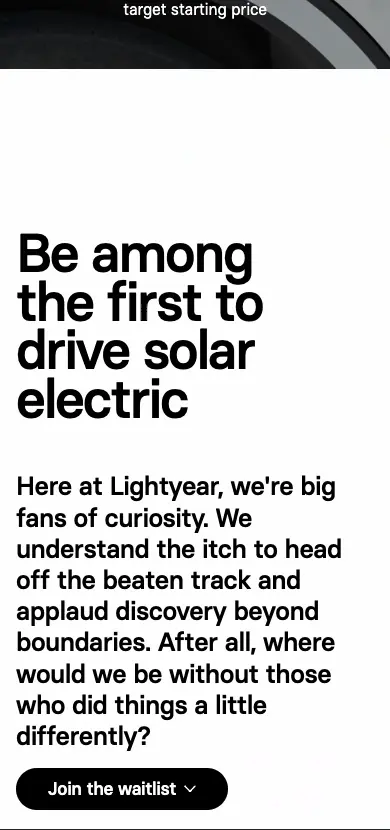 target starting price
Be among
the first to
drive solar
electric
Here at Lightyear, we're big
fans of curiosity. We
understand the itch to head
off the beaten track and
applaud discovery beyond
boundaries. After all, where
would we be without those
who did things a little
differently?
Join the waitlist